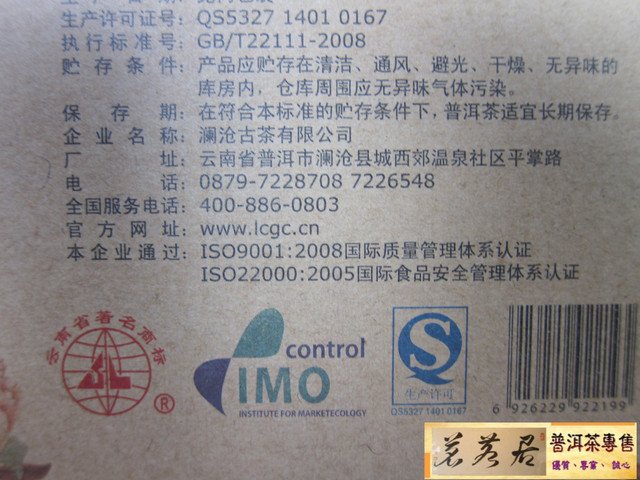 生产许可证号：QS5327 1401 0167
执行标准号：GB/T22111-2008
贮存条件：产品应贮存在清洁、通风、避光、干燥、无异味的
库房内，仓库周围应无异味气体污染。
保存期：在符合本标准的贮存条件下，普洱茶适宜长期保存。
企业名称：澜沧古茶有限公司
厂址：云南省普洱市澜沧县城西郊温泉社区平掌路
电话：0879-7228708 7226548
全国服务电话：400-886-0803
官方网址：www.lcgc.cn
本企业通过：ISO9001:2008国际质量管理体系认证
ISO22000:2005国际食品安全管理体系认证
云南省著名商标
®
control
IMO
INSTITUTE FOR MARKETECOLOGY
QS
生产许可
QS5327 1401 0167
6 926229 922199
茗茗居
普洱茶專售
優質、專業、誠心